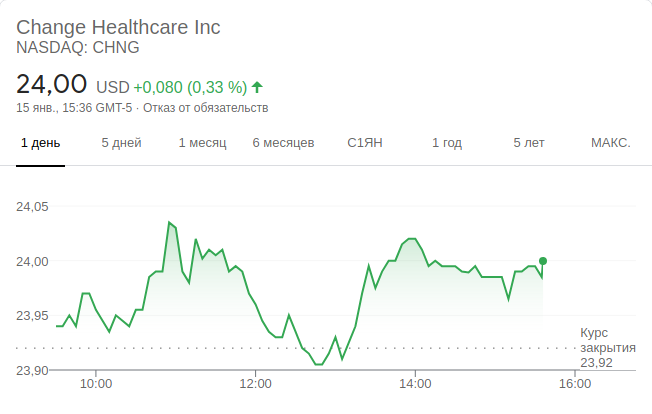 Change Healthcare Inc
NASDAQ: CHNG
24,00 USD +0,080 (0,33 %)
15 янв., 15:36 GMT-5 · Отказ от обязательств
1 день 5 дней 1 месяц 6 месяцев С1ЯН 1 год 5 лет МАКС.
24,05
24,00
23,95
Курс
закрытия
23,92
23,90
10:00 12:00 14:00 16:00